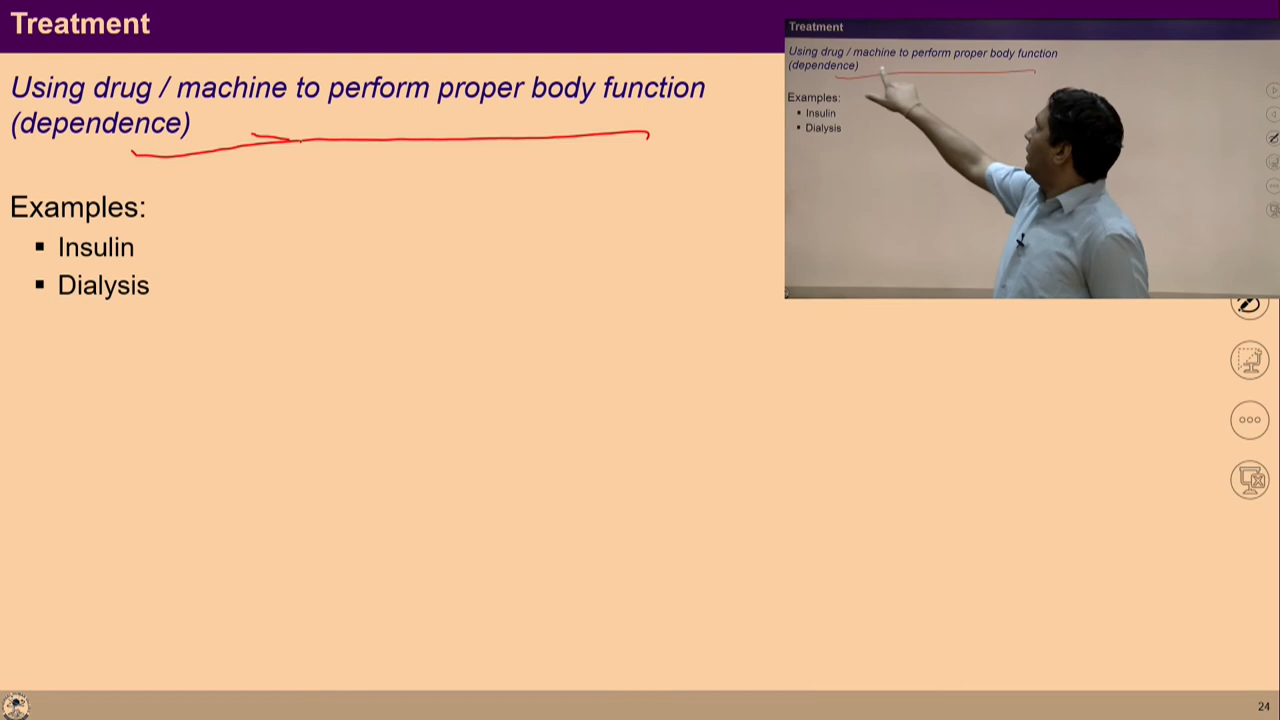 Treatment
Using drug / machine to perform proper body function
(dependence)
Examples:
▪ Insulin
▪ Dialysis
Treatment
Using drug / machine to perform proper body function
(dependence)
Examples:
▪ Insulin
▪ Dialysis
24